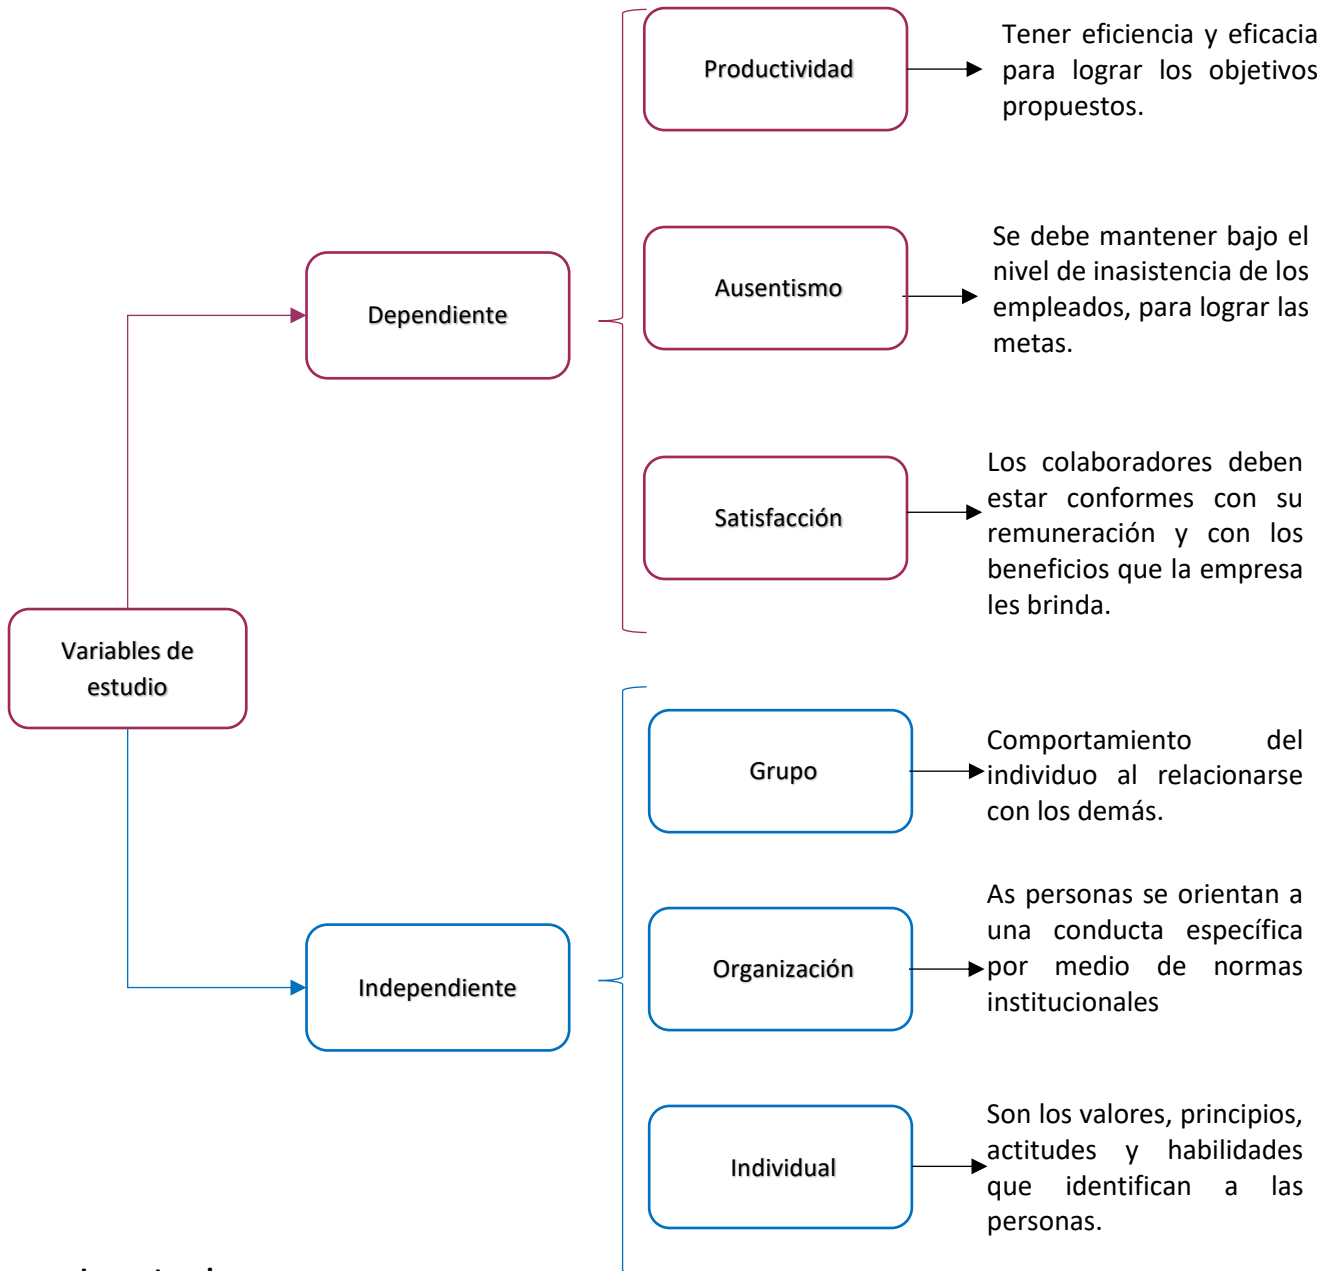 Productividad
Tener eficiencia y eficacia
para lograr los objetivos
propuestos.
Ausentismo
Se debe mantener bajo el
nivel de inasistencia de los
empleados, para lograr las
metas.
Dependiente
Satisfacción
Los colaboradores deben
estar conformes con su
remuneración y con los
beneficios que la empresa
les brinda.
Variables de
estudio
Grupo
Comportamiento del
individuo al relacionarse
con los demás.
Organización
As personas se orientan a
una conducta específica
por medio de normas
institucionales
Independiente
Individual
Son los valores, principios,
actitudes y habilidades
que identifican a las
personas.